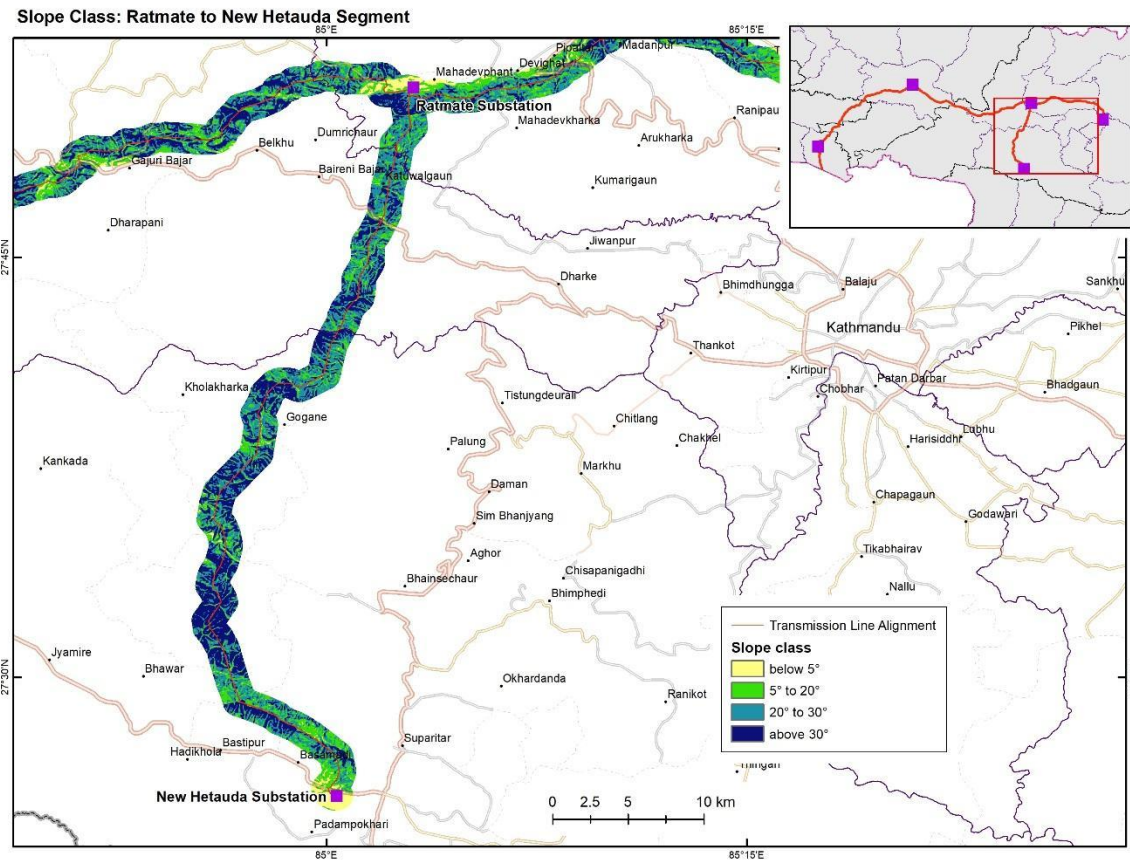 Slope Class: Ratmate to New Hetauda Segment
85°E
85°15'E
Madanpur
Devighat
Mahadevphant
Ratmate Substation
Ranipau
Mahadevkharka
Dumrichaur
Arukharka
Belkhu
Gajuri Bajar
Baireni Bajar
Katuwalgaun
Kumarigaun
Dharapani
Jiwanpur
27°45'N
Dharke
Bhimdhungga
Balaju
Sankhu
Kathmandu
Pikhel
Thankot
Kirtipur
Patan Darbar
Kholakharka
Chobhar
Bhadgaun
Tistungdeurali
Gogane
Chitlang
Lubhu
Palung
Chakhel
Harisiddhi
Kankada
Markhu
Daman
Chapagaun
Sim Bhanjyang
Godawari
Aghor
Tikabhairav
Chisapanigadhi
Bhainsechaur
Nallu
Bhimphedi
Transmission Line Alignment
Slope class
below 5°
5° to 20°
20° to 30°
above 30°
Jyamire
Bhawar
27°30'N
Okhardanda
Ranikot
Hadikhola
Bastipur
Suparitar
New Hetauda Substation
0 2.5 5 10 km
Padampokhari
85°E
85°15'E